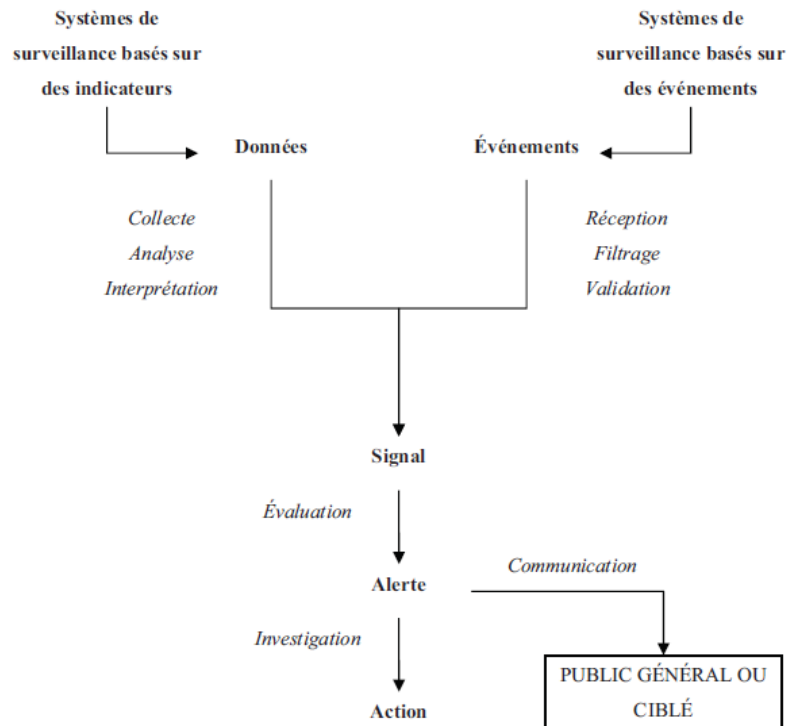 Systèmes de
surveillance basés sur
des indicateurs
Systèmes de
surveillance basés sur
des événements
Données
Événements
Collecte
Analyse
Interprétation
Réception
Filtrage
Validation
Signal
Évaluation
Communication
Alerte
Investigation
PUBLIC GÉNÉRAL OU
CIBLÉ
Action